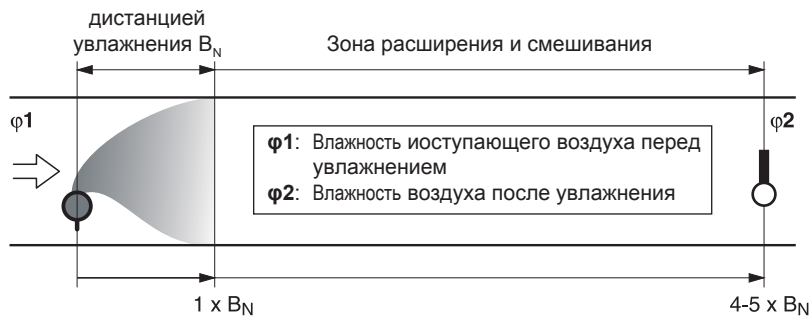 дистанцией
увлажнения B_N
Зона расширения и смешивания
φ1
φ2
φ1: Влажность иоступающего воздуха перед
увлажнением
φ2: Влажность воздуха после увлажнения
1 x B_N
4-5 x B_N